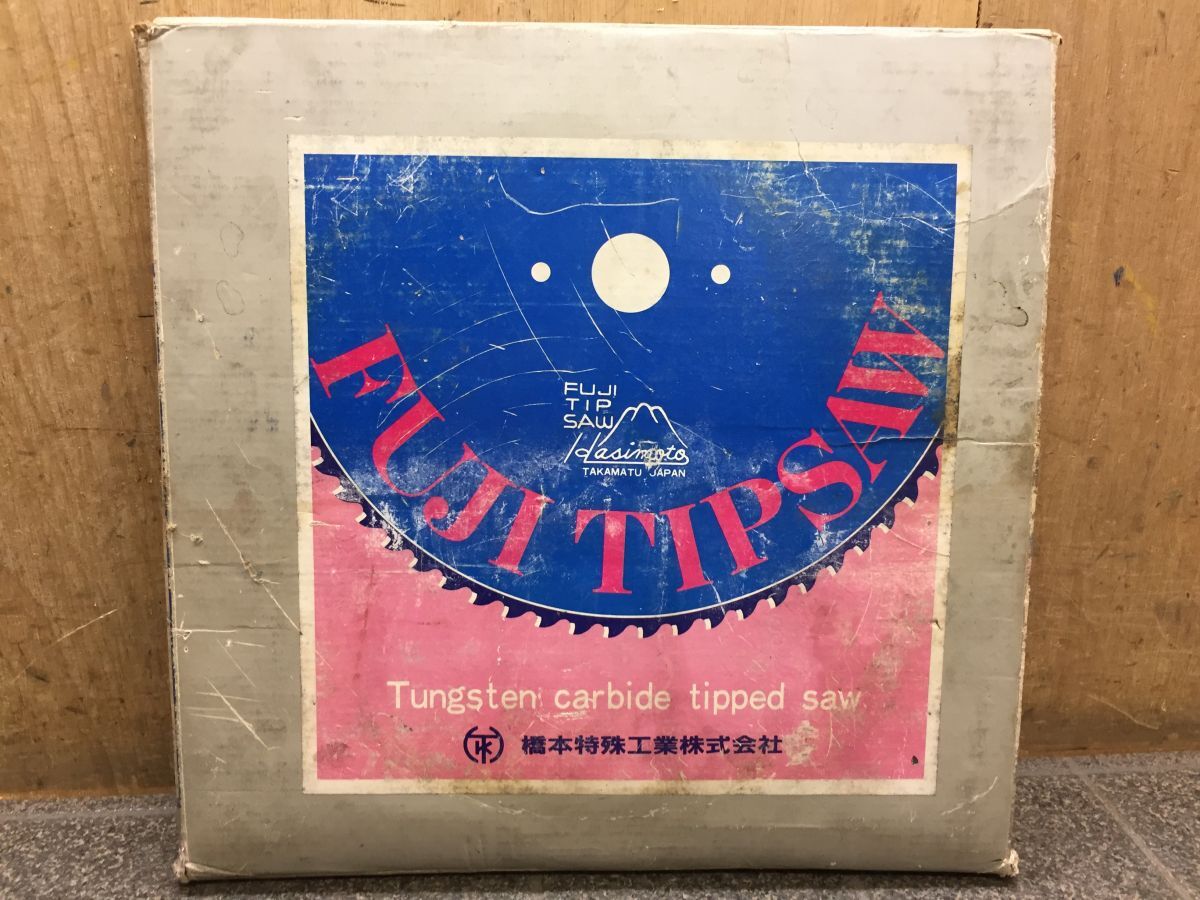 FUJI
TIP
SAW
Hasimoto
TAKAMATU JAPAN
FUJI TIPSAW
Tungsten carbide tipped saw
橋本特殊工業株式会社